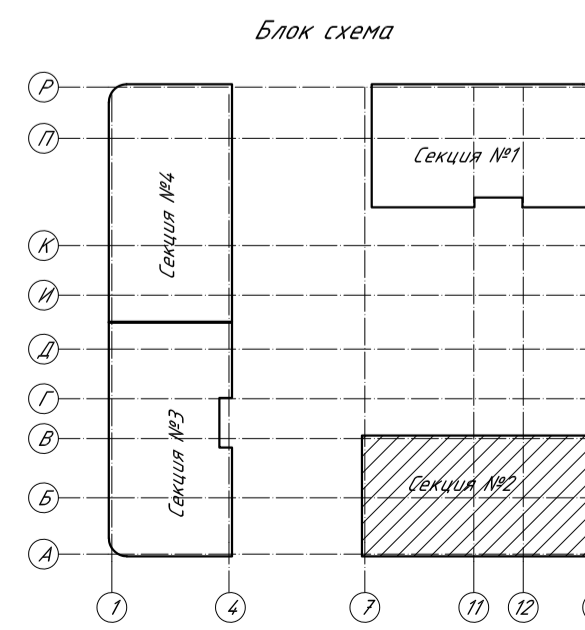 Блок схема
Р
П
Секция №1
Секция №4
К
И
Д
Г
Секция №3
В
Секция №2
Б
А
1
4
7
11
12